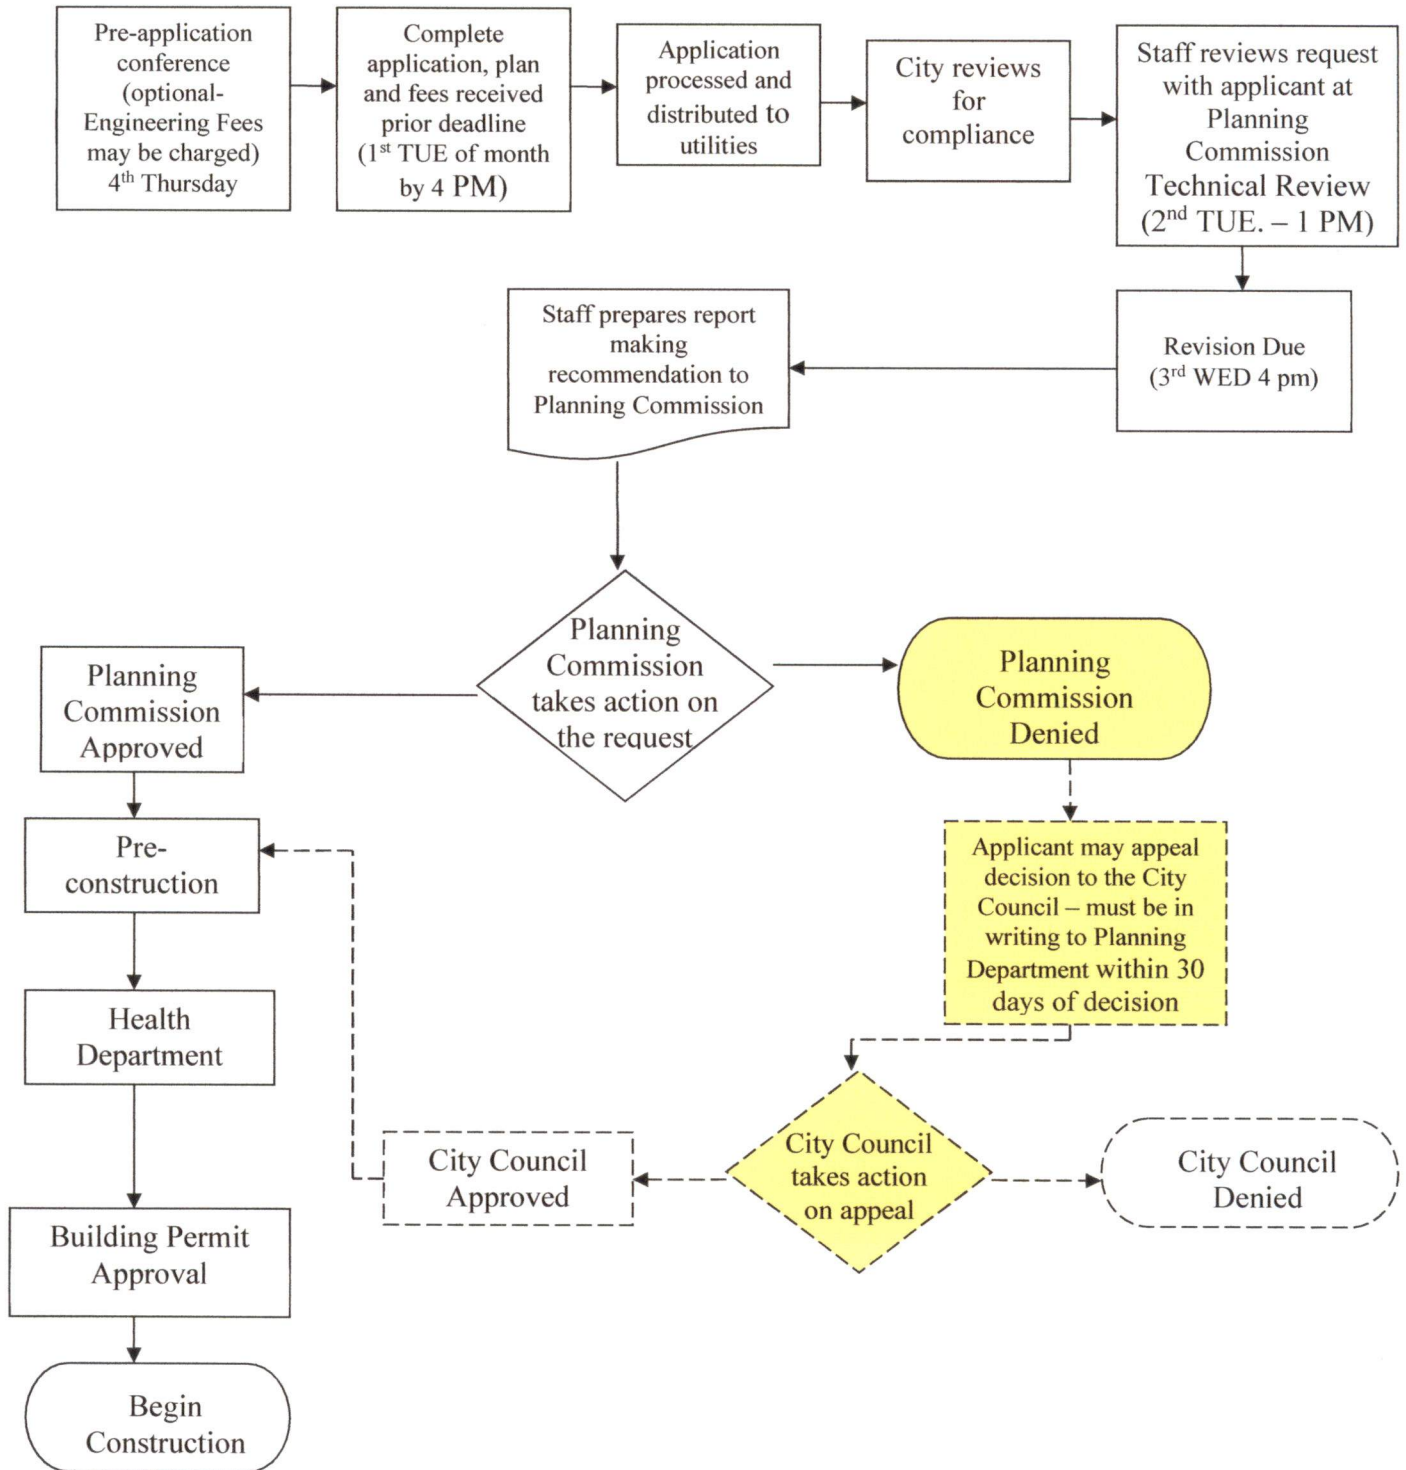 Pre-application
conference
(optional-
Engineering Fees
may be charged)
4th Thursday
Complete
application, plan
and fees received
prior deadline
(1st TUE of month
by 4 PM)
Application
processed and
distributed to
utilities
City reviews
for
compliance
Staff reviews request
with applicant at
Planning
Commission
Technical Review
(2nd TUE. – 1 PM)
Revision Due
(3rd WED 4 pm)
Staff prepares report
making
recommendation to
Planning Commission
Planning
Commission
takes action on
the request
Planning
Commission
Approved
Planning
Commission
Denied
Pre-
construction
Applicant may appeal
decision to the City
Council – must be in
writing to Planning
Department within 30
days of decision
Health
Department
City Council
takes action
on appeal
City Council
Approved
City Council
Denied
Building Permit
Approval
Begin
Construction